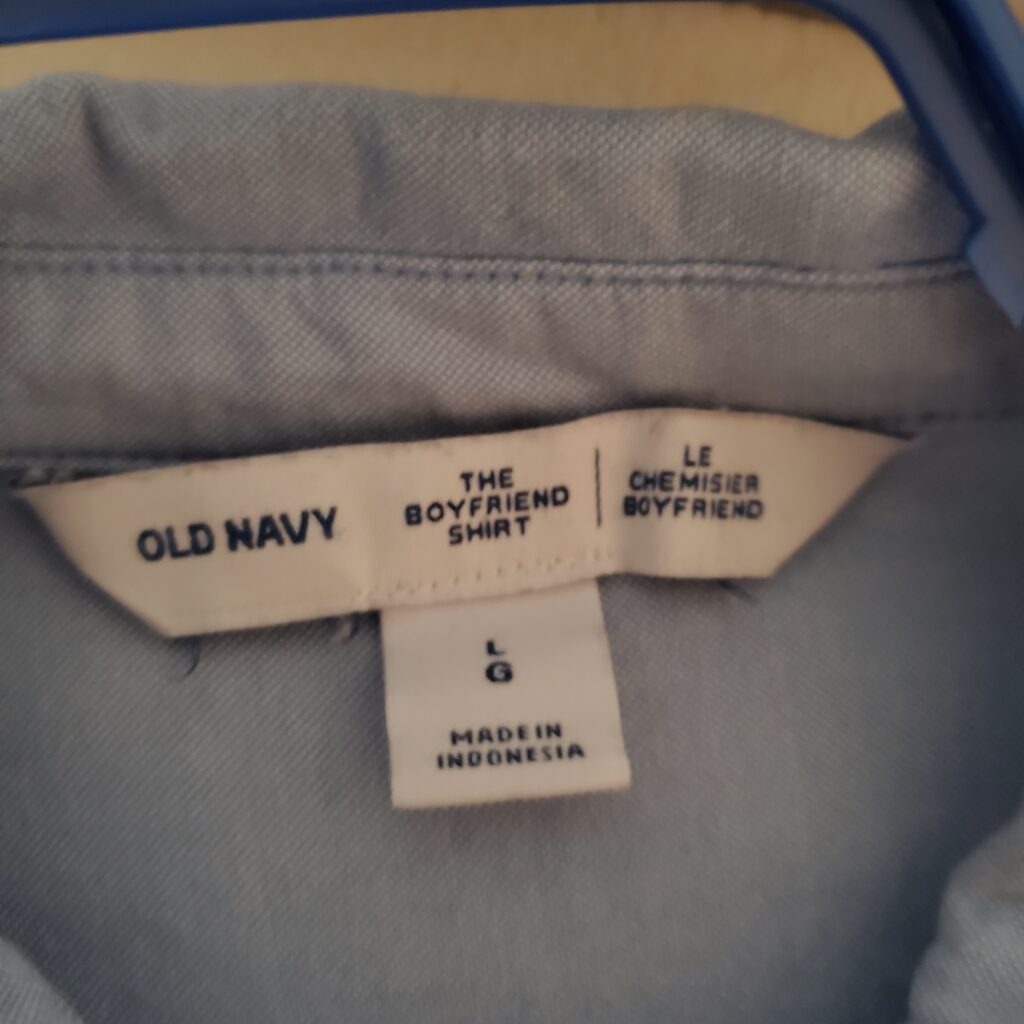 OLD NAVY
THE
BOYFRIEND
SHIRT
LE
CHEMISIER
BOYFRIEND
L
G
MADE IN
INDONESIA